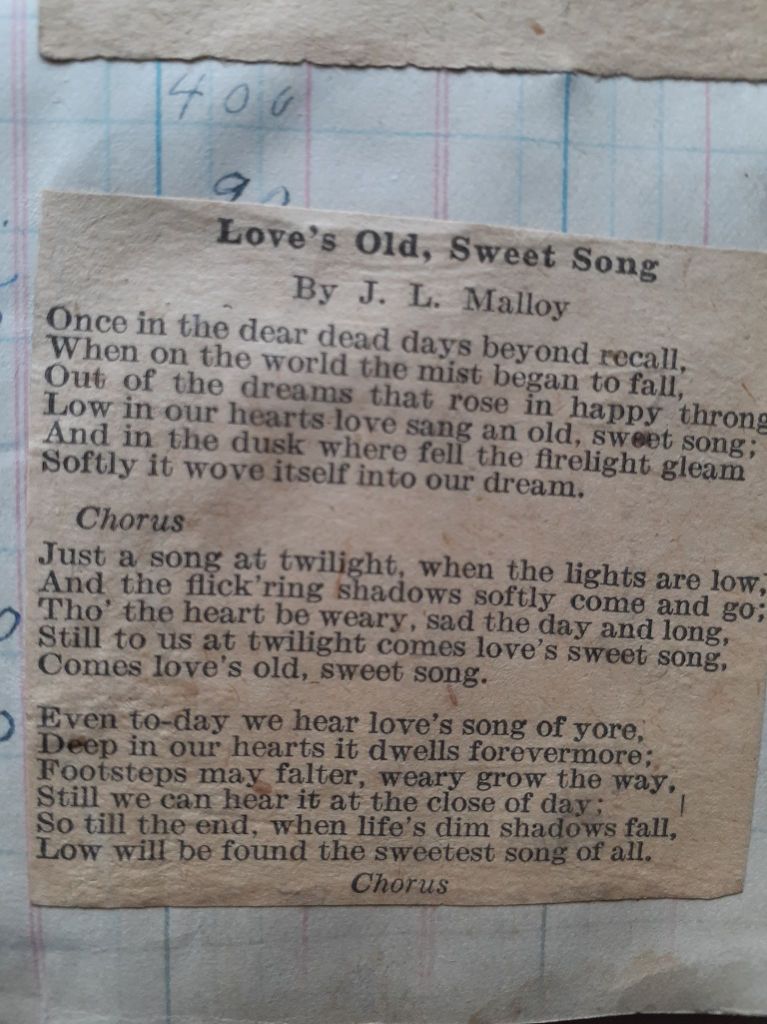 400
90
Love's Old, Sweet Song
By J. L. Malloy
Once in the dear dead days beyond recall,
When on the world the mist began to fall,
Out of the dreams that rose in happy throng
Low in our hearts love sang an old, sweet song;
And in the dusk where fell the firelight gleam
Softly it wove itself into our dream.
Chorus
Just a song at twilight, when the lights are low,
And the flick'ring shadows softly come and go;
Tho' the heart be weary, sad the day and long,
Still to us at twilight comes love's sweet song,
Comes love's old, sweet song.
Even to-day we hear love's song of yore,
Deep in our hearts it dwells forevermore;
Footsteps may falter, weary grow the way,
Still we can hear it at the close of day;
So till the end, when life's dim shadows fall,
Low will be found the sweetest song of all.
Chorus